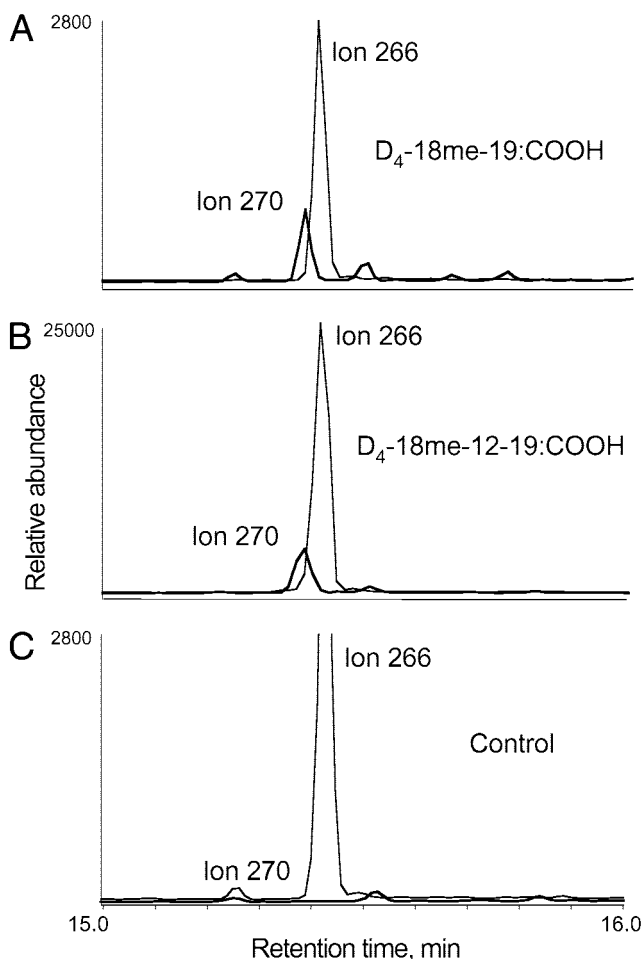 A
2800
Ion 266
D₄-18me-19:COOH
Ion 270
B
25000
Ion 266
D₄-18me-12-19:COOH
Ion 270
Relative abundance
C
2800
Ion 266
Control
Ion 270
15.0
16.0
Retention time, min